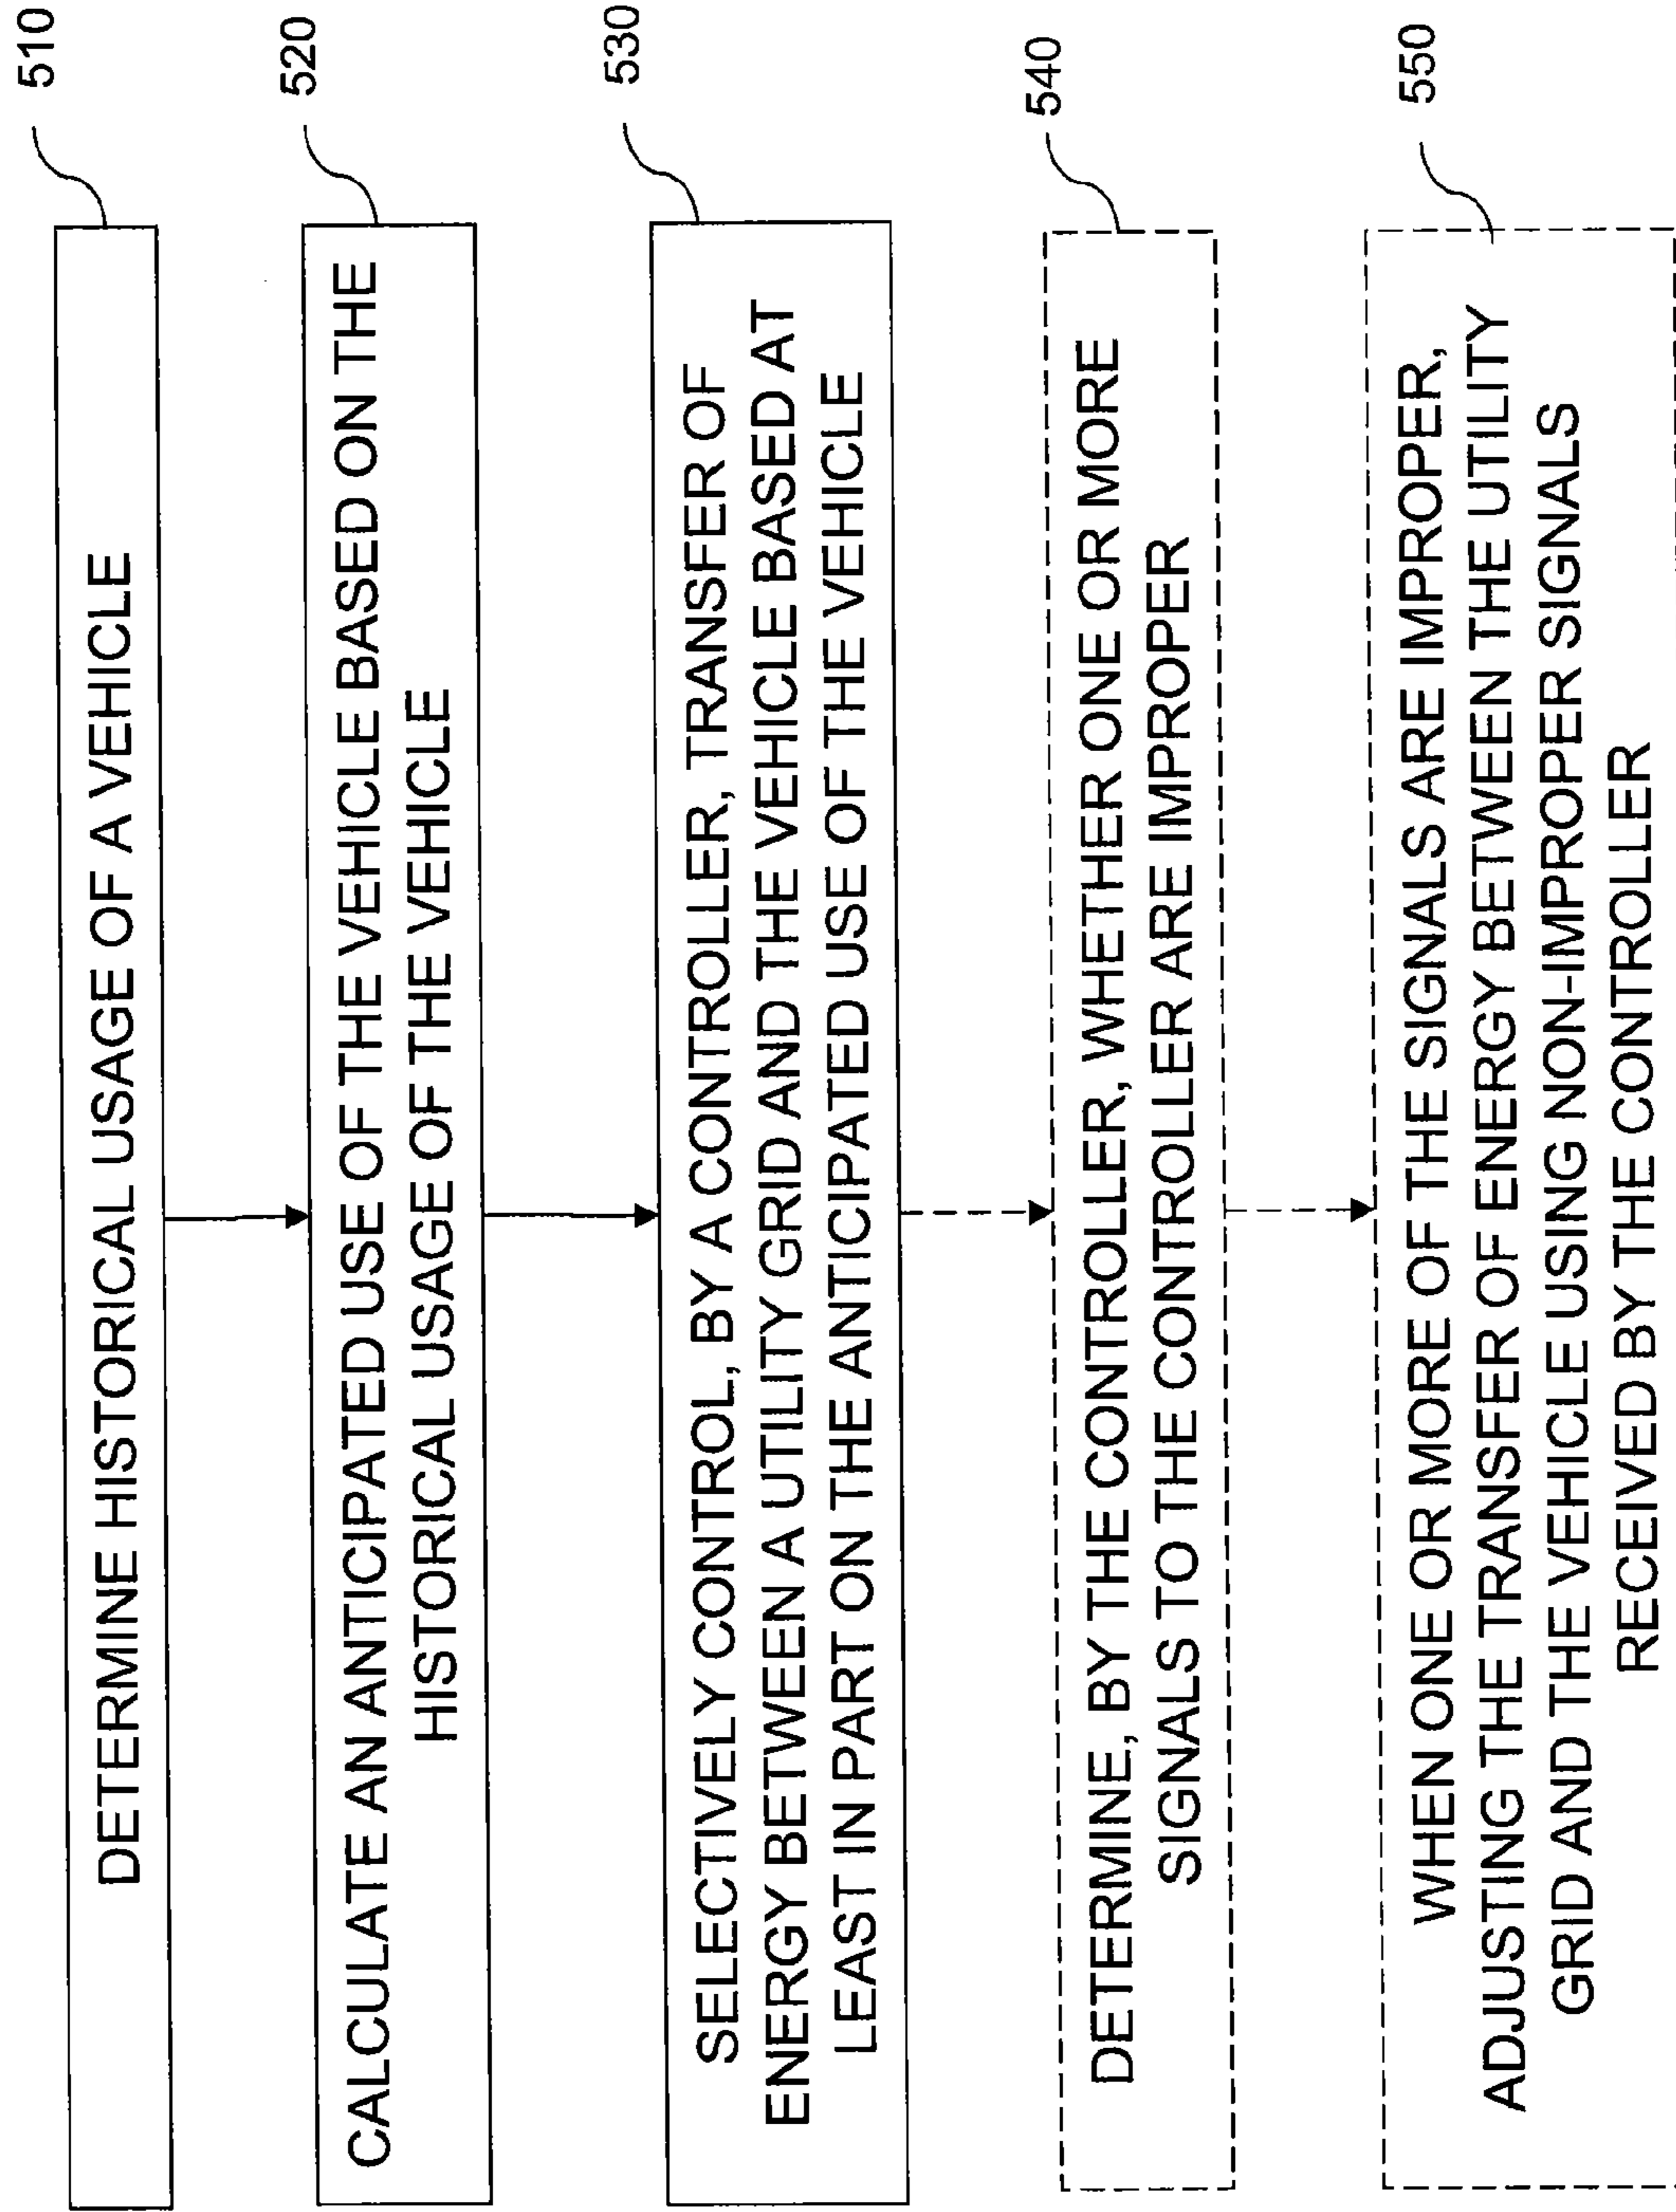 510
DETERMINE HISTORICAL USAGE OF A VEHICLE
520
CALCULATE AN ANTICIPATED USE OF THE VEHICLE BASED ON THE
HISTORICAL USAGE OF THE VEHICLE
530
SELECTIVELY CONTROL, BY A CONTROLLER, TRANSFER OF
ENERGY BETWEEN A UTILITY GRID AND THE VEHICLE BASED AT
LEAST IN PART ON THE ANTICIPATED USE OF THE VEHICLE
540
DETERMINE, BY THE CONTROLLER, WHETHER ONE OR MORE
SIGNALS TO THE CONTROLLER ARE IMPROPER
550
WHEN ONE OR MORE OF THE SIGNALS ARE IMPROPER,
ADJUSTING THE TRANSFER OF ENERGY BETWEEN THE UTILITY
GRID AND THE VEHICLE USING NON-IMPROPER SIGNALS
RECEIVED BY THE CONTROLLER